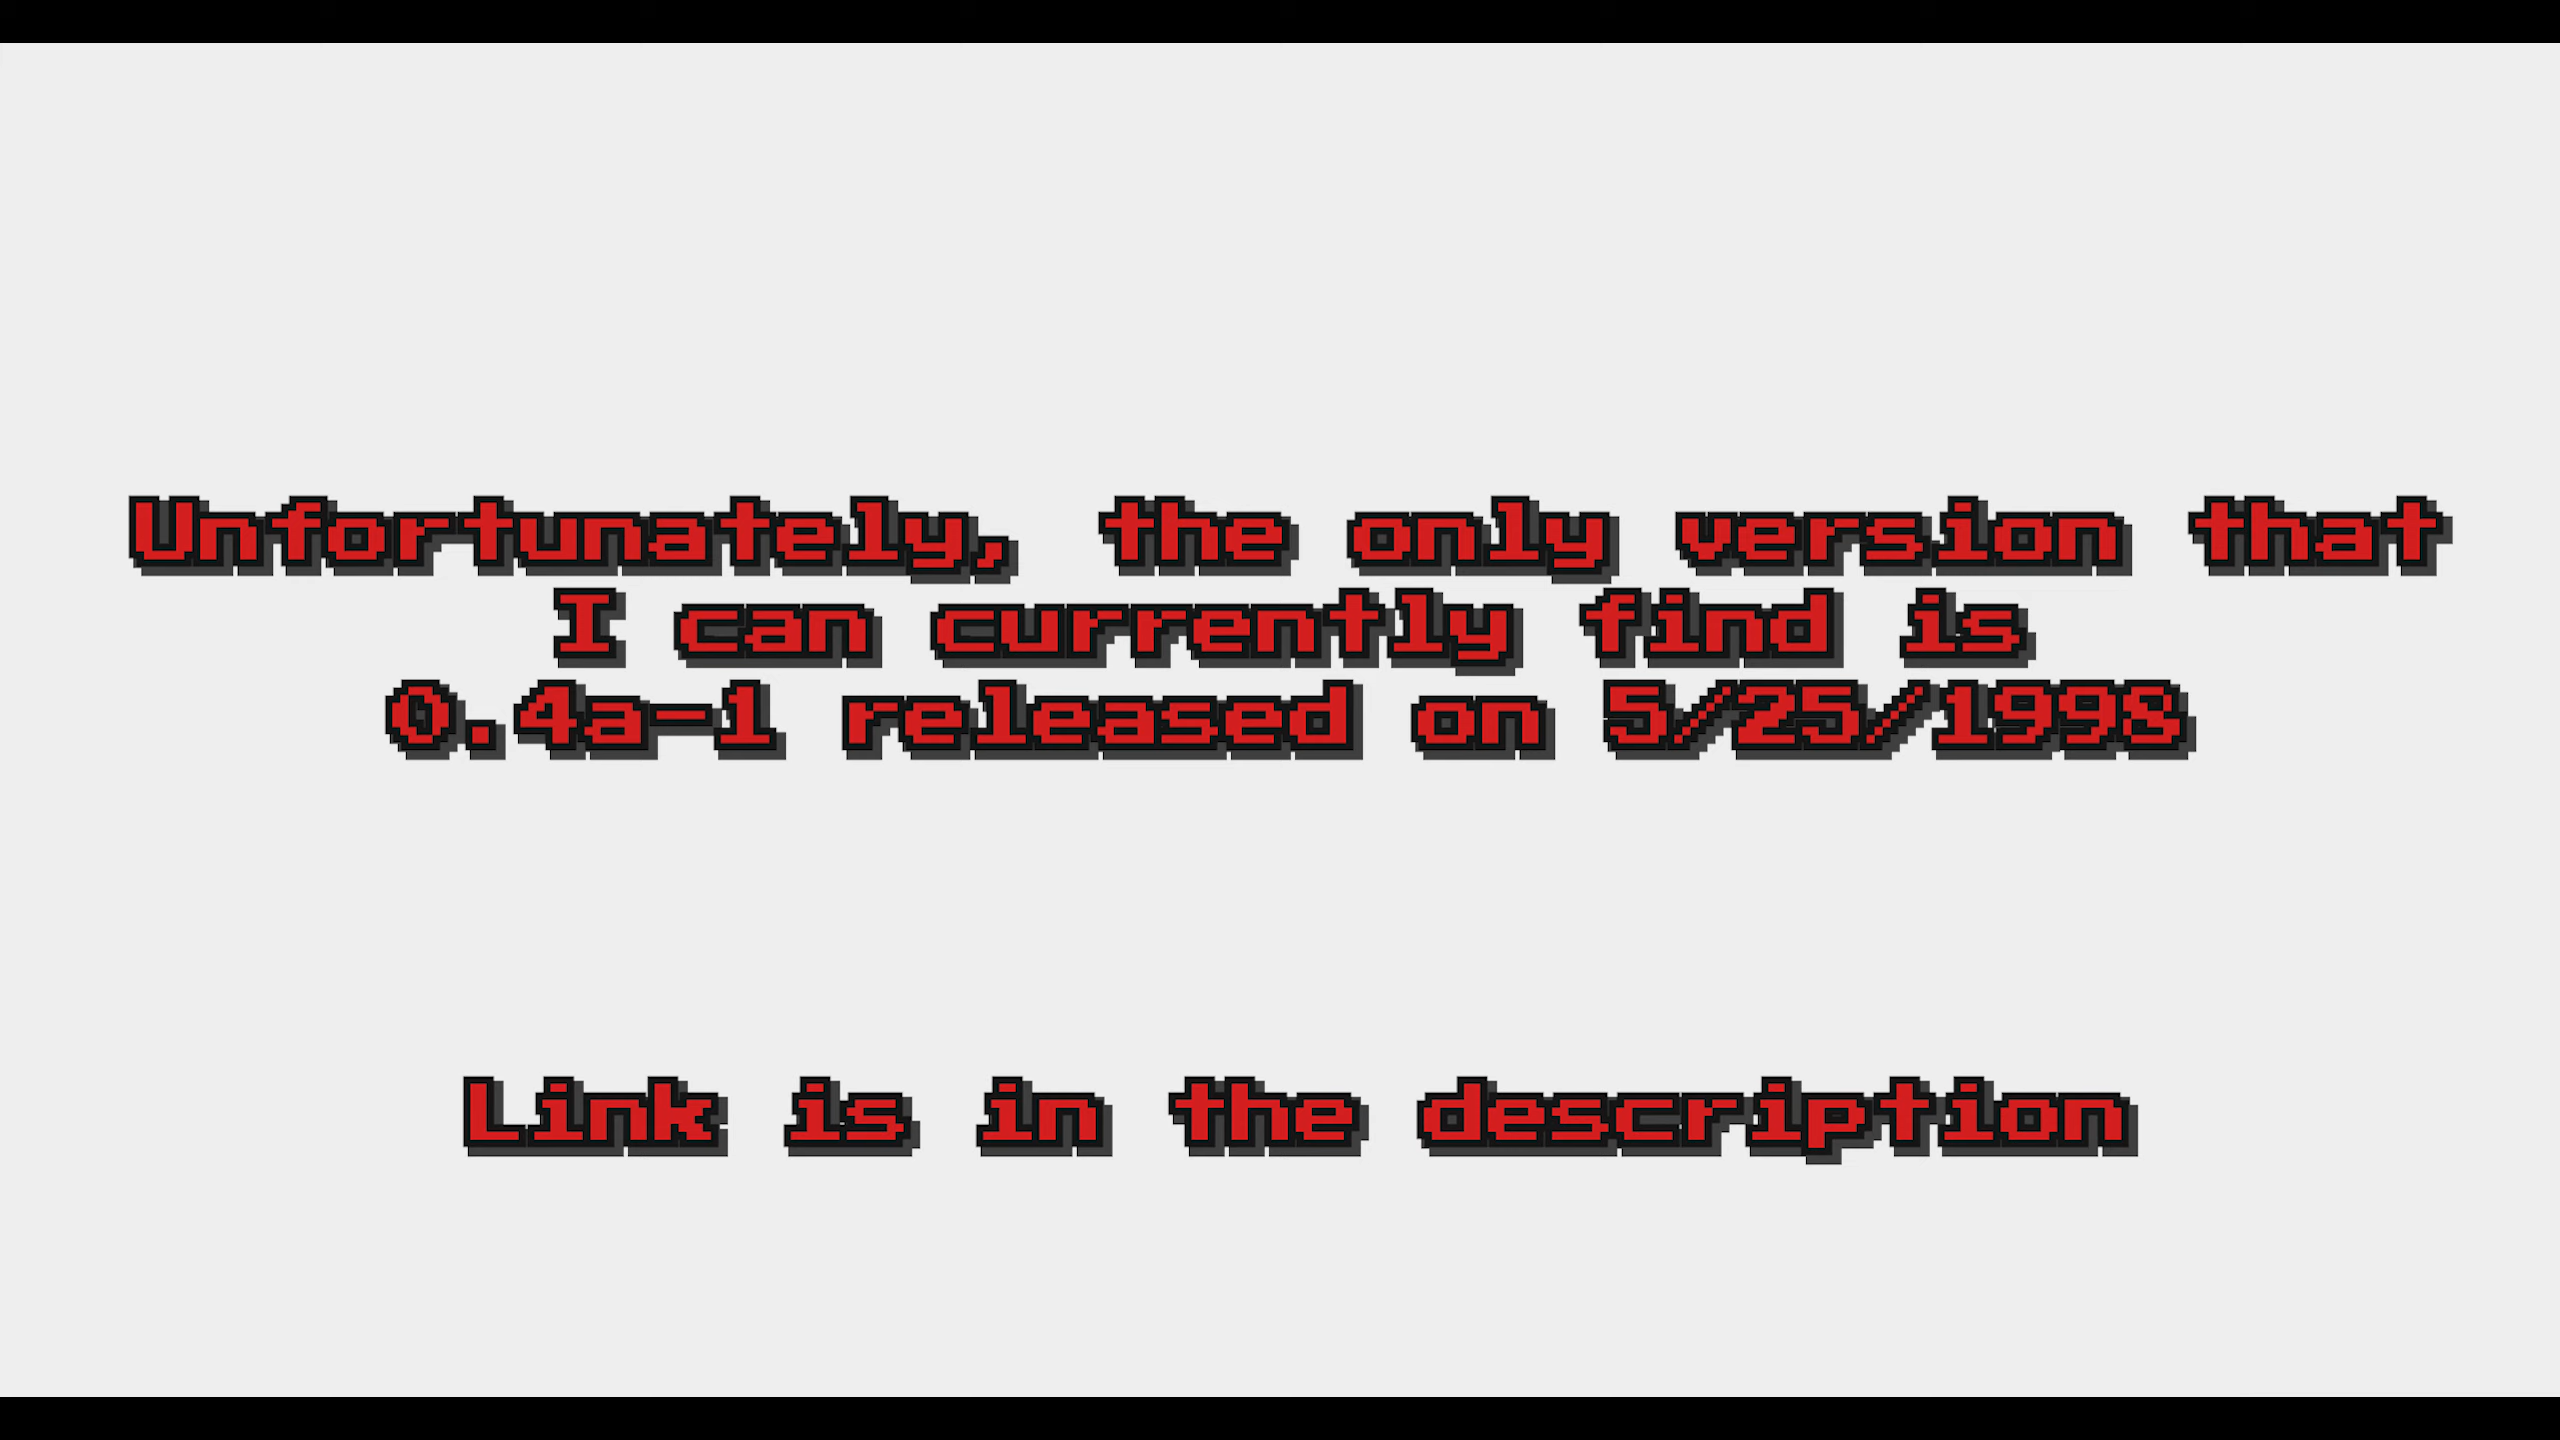 Unfortunately, the only version that
I can currently find is
0.4a-1 released on 5/25/1998
Link is in the description